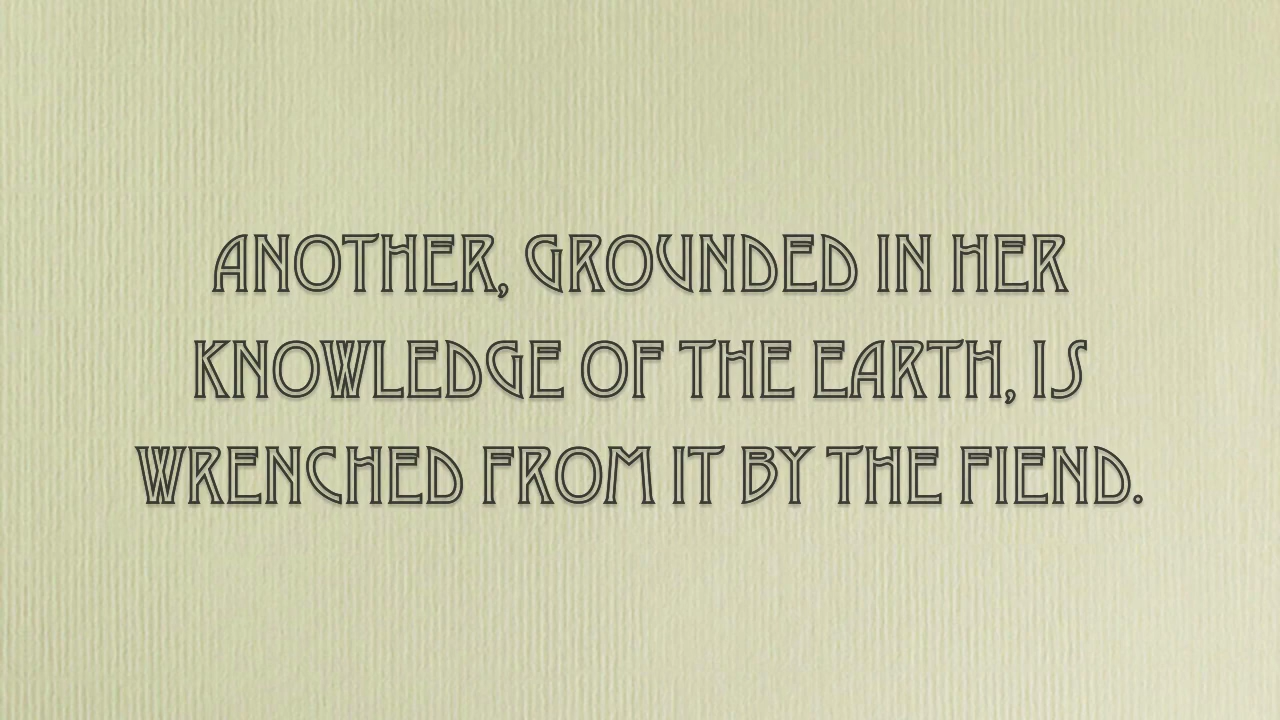 ANOTHER, GROUNDED IN HER
KNOWLEDGE OF THE EARTH, IS
WRENCHED FROM IT BY THE FIEND.